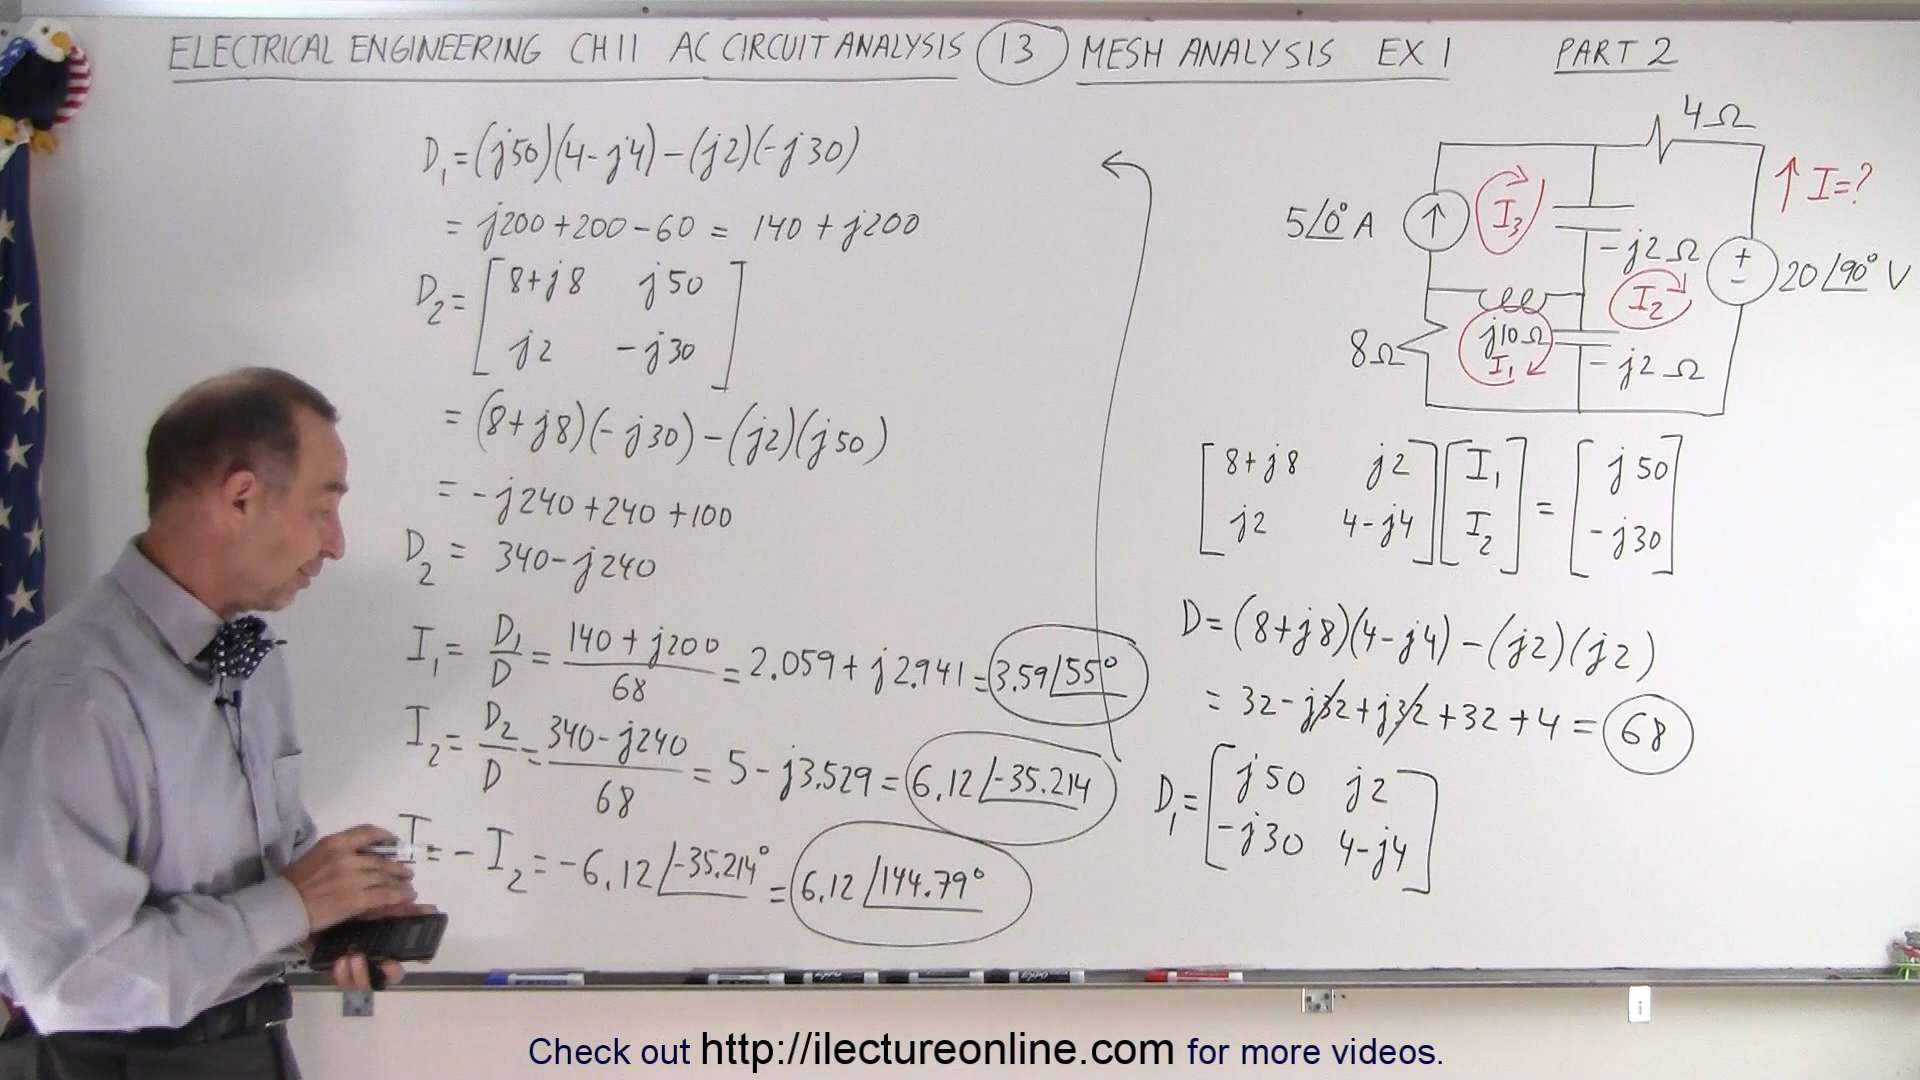 ELECTRICAL ENGINEERING CH 11 AC CIRCUIT ANALYSIS 13 MESH ANALYSIS EX 1 PART 2
D₁ = (j50)(4-j4) - (j2)(-j30)
= j200 + 200 - 60 = 140 + j200
D₂ = [8+j8 j50
j2 -j30]
= (8+j8)(-j30) - (j2)(j50)
= -j240 + 240 + 100
D₂ = 340 - j240
I₁ = D₁/D = (140 + j200)/68 = 2.059 + j2.941 = 3.59∠55°
I₂ = D₂/D = (340 - j240)/68 = 5 - j3.529 = 6.12∠-35.214
I = -I₂ = -6.12∠-35.214° = 6.12∠144.79°
4Ω
I=?
5∠0° A
I₃
-j2 Ω
I₂
20∠90° V
+
-
8Ω
j10Ω
I₁
-j2 Ω
[8+j8 j2 [I₁ = [j50
j2 4-j4] I₂] -j30]
D = (8+j8)(4-j4) - (j2)(j2)
= 32 - j32 + j32 + 32 + 4 = 68
D₁ = [j50 j2
-j30 4-j4]
Check out http://ilectureonline.com for more videos.